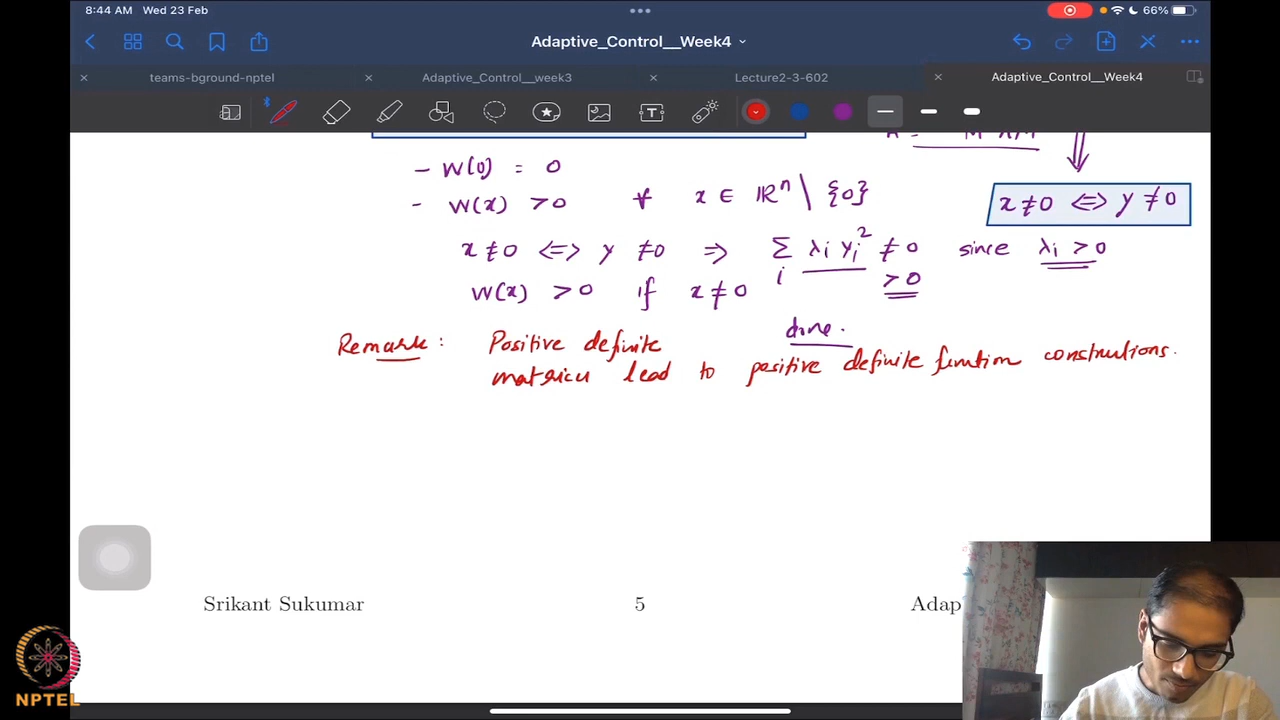 8:44 AM Wed 23 Feb
66%
Adaptive_Control__Week4
teams-bground-nptel
Adaptive_Control__week3
Lecture2-3-602
Adaptive_Control__Week4
- W(0) = 0
- W(x) > 0 ∀ x ∈ ℝⁿ \ {0}
x ≠ 0 ⟺ y ≠ 0
x ≠ 0 ⟺ y ≠ 0 ⟹ Σᵢ λᵢ yᵢ² ≠ 0 since λᵢ > 0
> 0
W(x) > 0 if x ≠ 0
done.
Remark: Positive definite
matrices lead to positive definite function constructions.
Srikant Sukumar
5
Adap
NPTEL